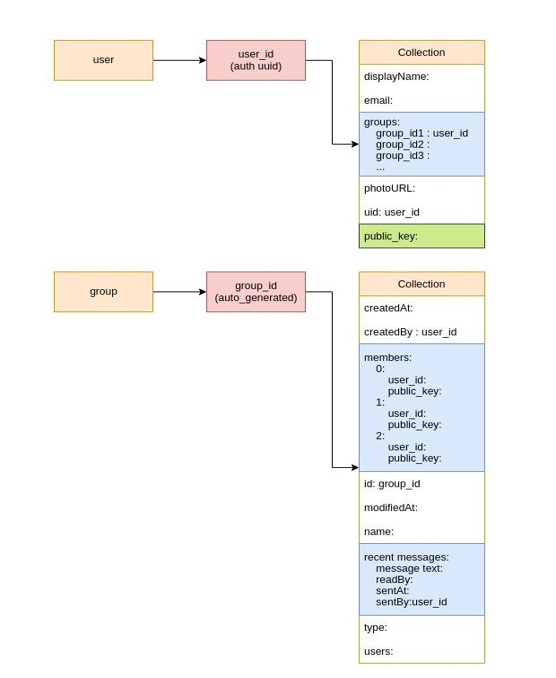 user
user_id
(auth uuid)
Collection
displayName:
email:
groups:
group_id1 : user_id
group_id2 :
group_id3 :
...
photoURL:
uid: user_id
public_key:
group
group_id
(auto_generated)
Collection
createdAt:
createdBy : user_id
members:
0:
user_id:
public_key:
1:
user_id:
public_key:
2:
user_id:
public_key:
id: group_id
modifiedAt:
name:
recent messages:
message text:
readBy:
sentAt:
sentBy:user_id
type:
users: